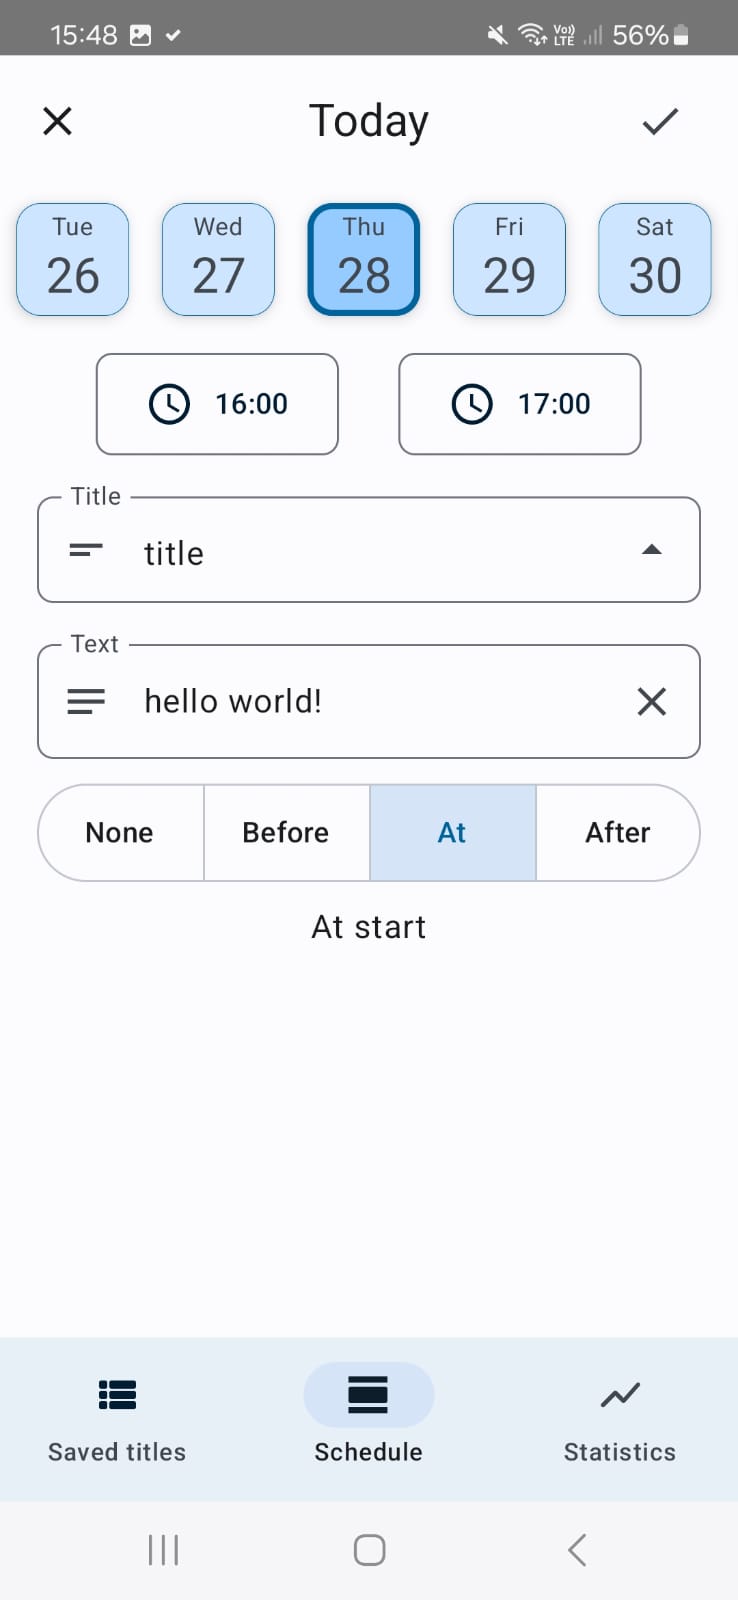 15:48 Vo)) LTE 56%
Today
Tue Wed Thu Fri Sat
26 27 28 29 30
16:00 17:00
Title
title
Text
hello world!
None Before At After
At start
Saved titles Schedule Statistics